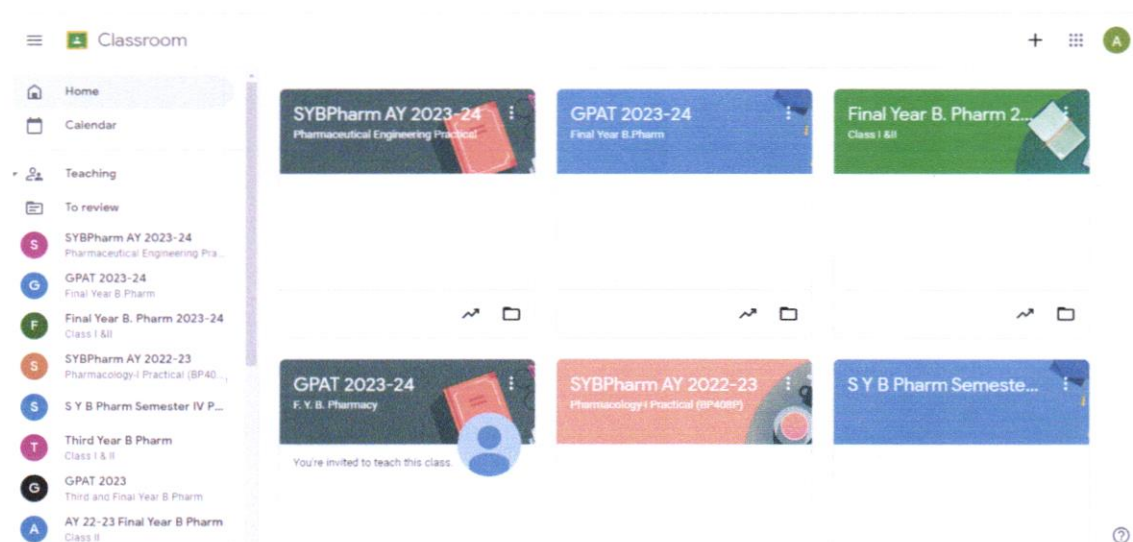 Classroom
A
Home
Calendar
Teaching
To review
S
SYBPharm AY 2023-24
Pharmaceutical Engineering Pra...
G
GPAT 2023-24
Final Year B.Pharm
F
Final Year B. Pharm 2023-24
Class I &II
S
SYBPharm AY 2022-23
Pharmacology-I Practical (BP40...
S
S Y B Pharm Semester IV P...
T
Third Year B Pharm
Class I & II
G
GPAT 2023
Third and Final Year B Pharm
A
AY 22-23 Final Year B Pharm
Class II
SYBPharm AY 2023-24
Pharmaceutical Engineering Practical
GPAT 2023-24
Final Year B.Pharm
Final Year B. Pharm 2...
Class I &II
GPAT 2023-24
F. Y. B. Pharmacy
You're invited to teach this class.
SYBPharm AY 2022-23
Pharmacology-I Practical (BP408P)
S Y B Pharm Semeste...